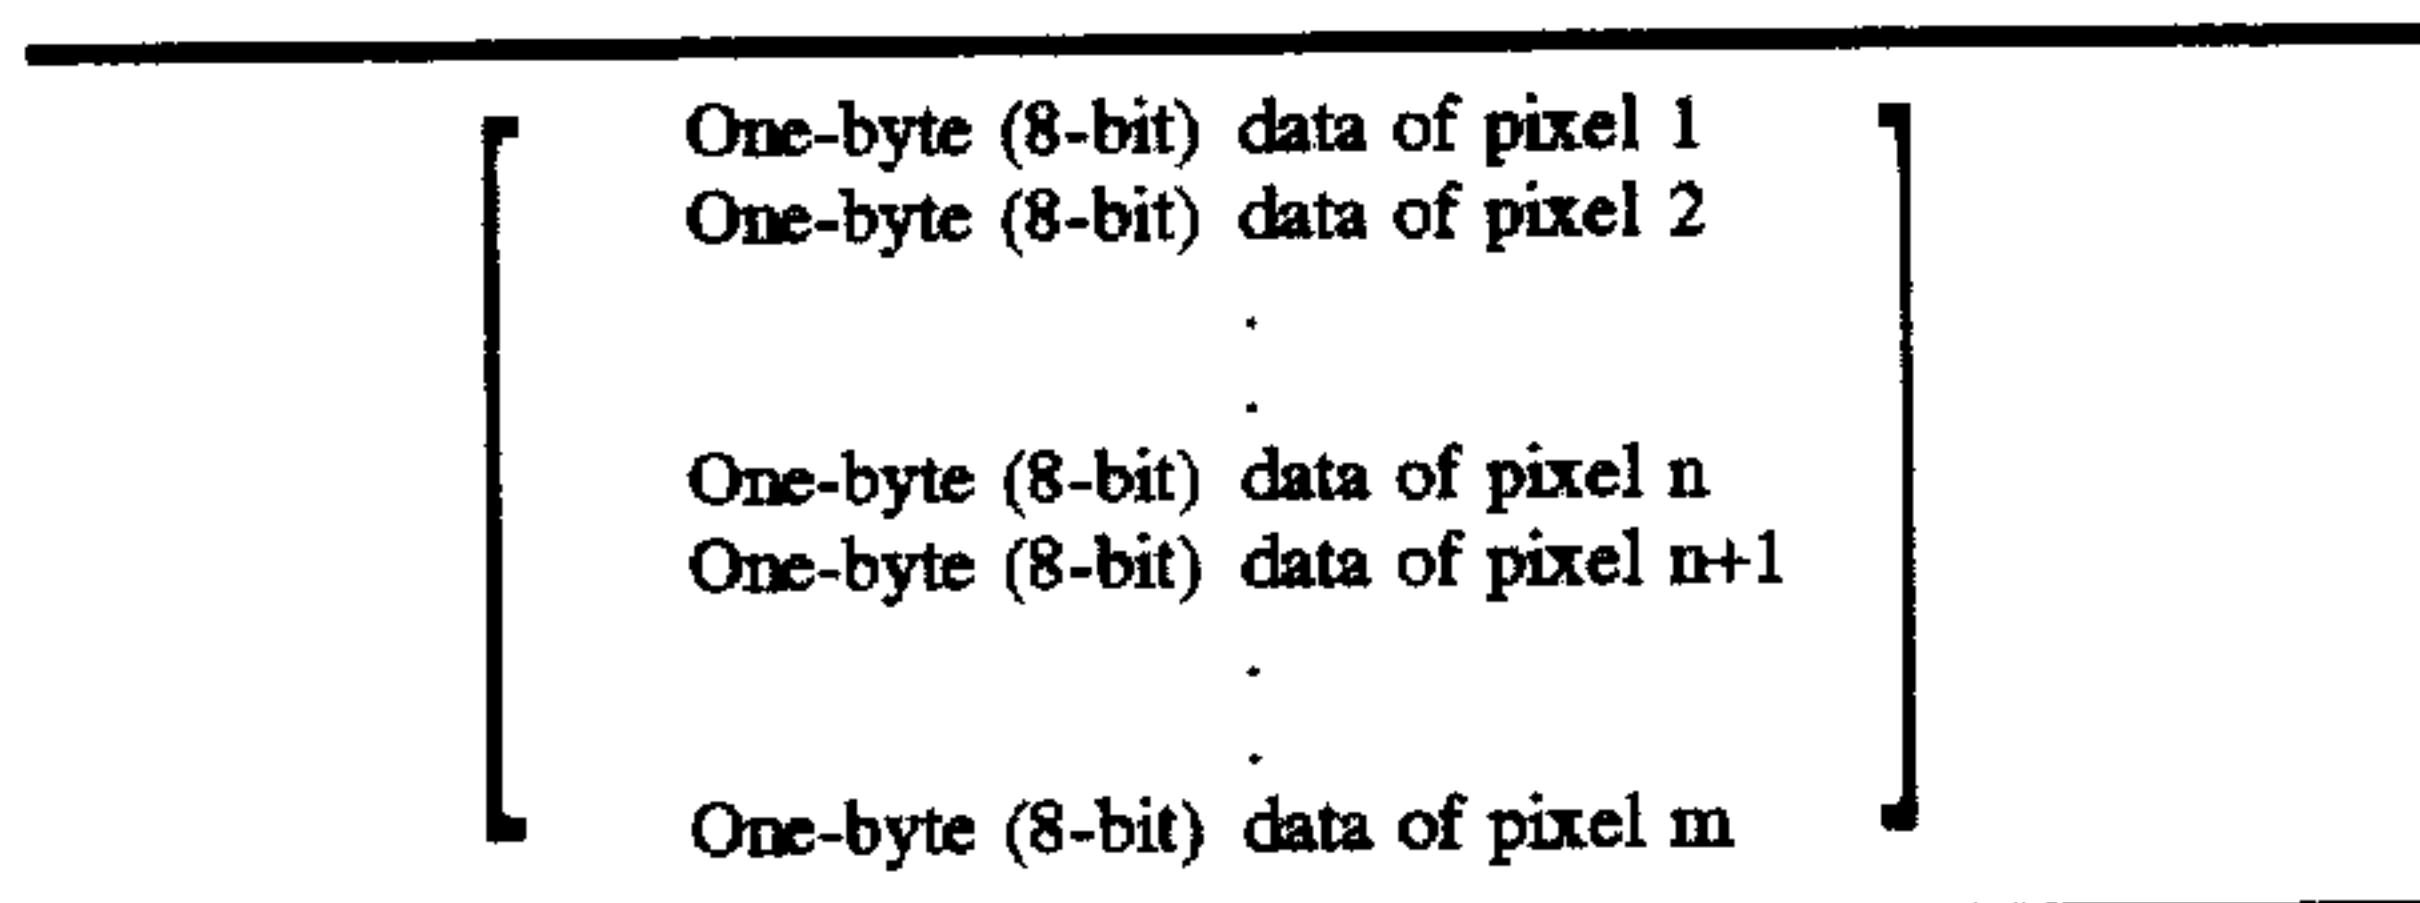 One-byte (8-bit) data of pixel 1
One-byte (8-bit) data of pixel 2
.
.
One-byte (8-bit) data of pixel n
One-byte (8-bit) data of pixel n+1
.
.
One-byte (8-bit) data of pixel m